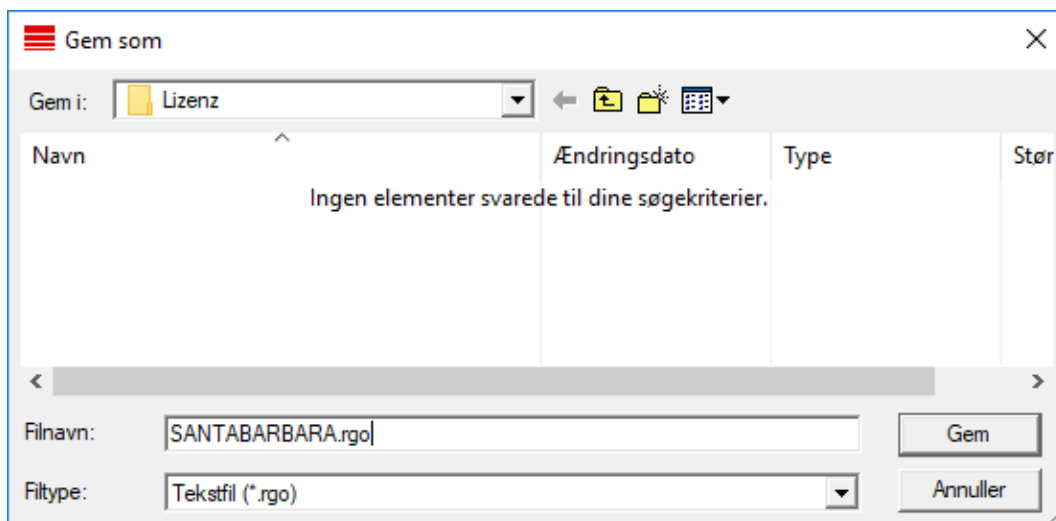 Gem som
Gem i: Lizenz
Navn Ændringsdato Type Stør
Ingen elementer svarede til dine søgekriterier.
Filnavn: SANTABARBARA.rgo Gem
Filtype: Tekstfil (*.rgo) Annuller